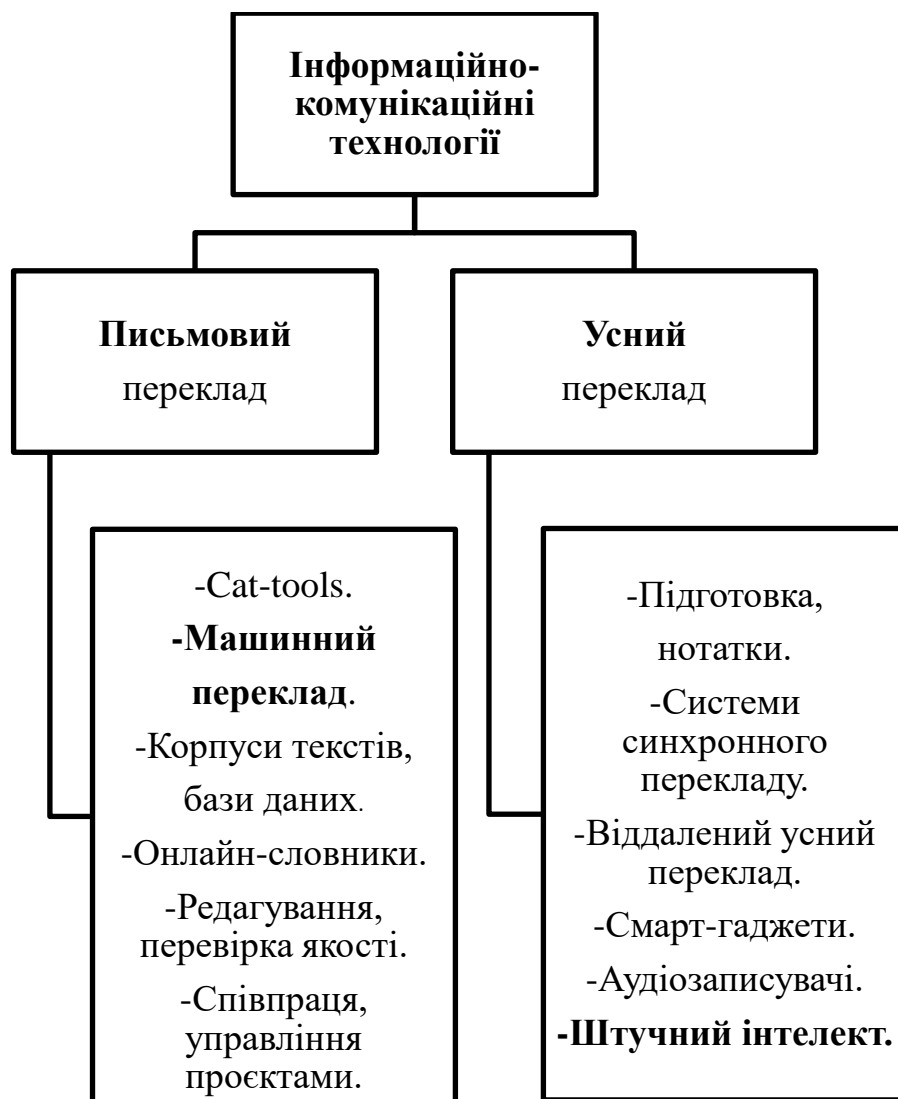 Інформаційно-
комунікаційні
технології
Письмовий
переклад
Усний
переклад
-Cat-tools.
-Машинний
переклад.
-Корпуси текстів,
бази даних.
-Онлайн-словники.
-Редагування,
перевірка якості.
-Співпраця,
управління
проєктами.
-Підготовка,
нотатки.
-Системи
синхронного
перекладу.
-Віддалений усний
переклад.
-Смарт-гаджети.
-Аудіозаписувачі.
-Штучний інтелект.